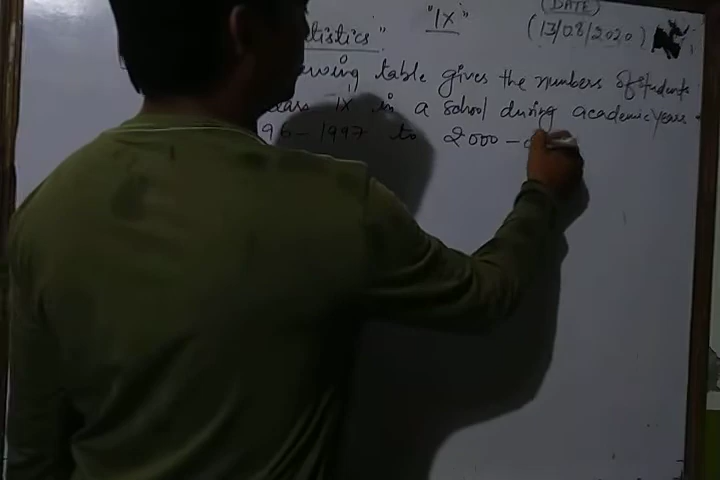 "IX" (DATE)
tistics" (13/08/2020)
owing table gives the numbers of students
class IX in a school during academic years
96-1997 to 2000-